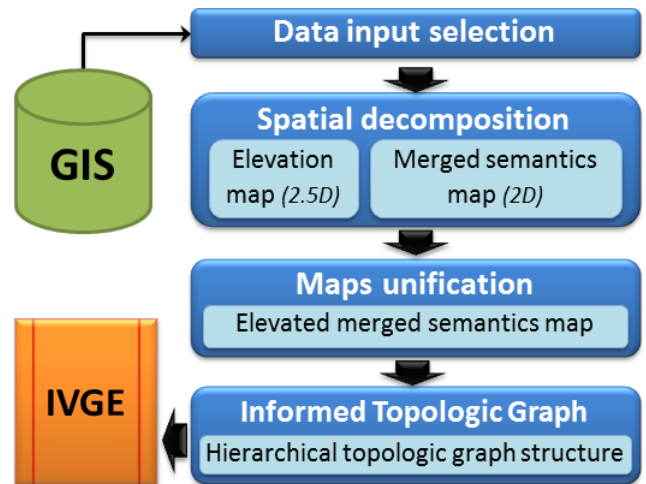 Data input selection
GIS
Spatial decomposition
Elevation
map (2.5D)
Merged semantics
map (2D)
Maps unification
Elevated merged semantics map
IVGE
Informed Topologic Graph
Hierarchical topologic graph structure